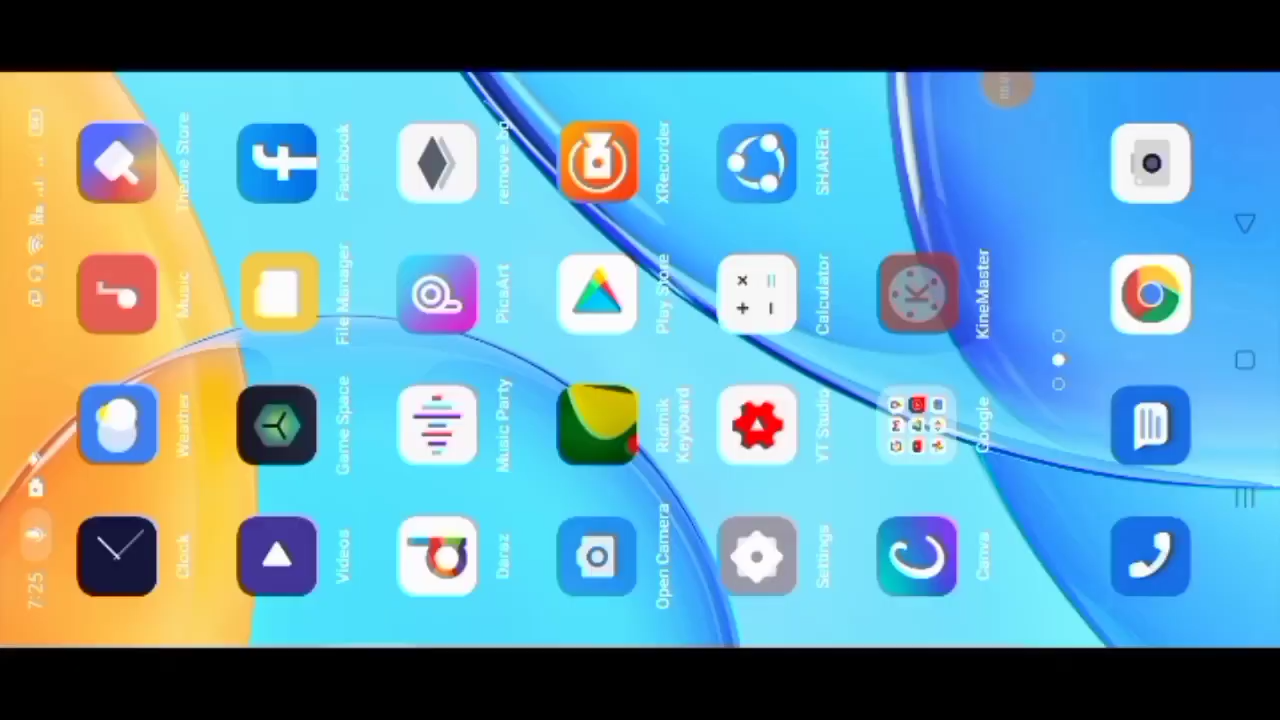 7:25
Clock
Weather
Music
Theme Store
Videos
Game Space
File Manager
Facebook
Daraz
Music Party
PicsArt
remove.bg
Open Camera
Ridmik
Keyboard
Play Store
XRecorder
Settings
YT Studio
Calculator
SHAREit
Canva
Google
KineMaster